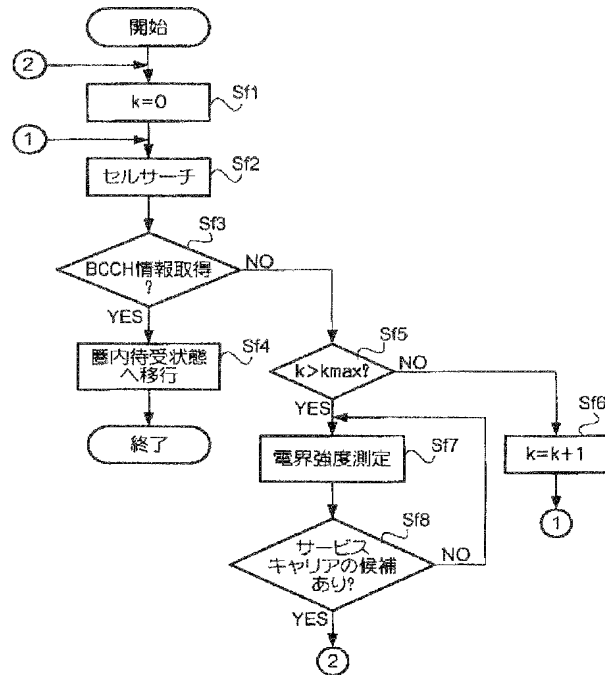 開始
②
k=0
Sf1
①
セルサーチ
Sf2
Sf3
BCCH情報取得
?
NO
YES
圏内待受状態
へ移行
Sf4
Sf5
k>kmax?
NO
YES
終了
電界強度測定
Sf7
Sf6
k=k+1
①
Sf8
サービス
キャリアの候補
あり?
NO
YES
②